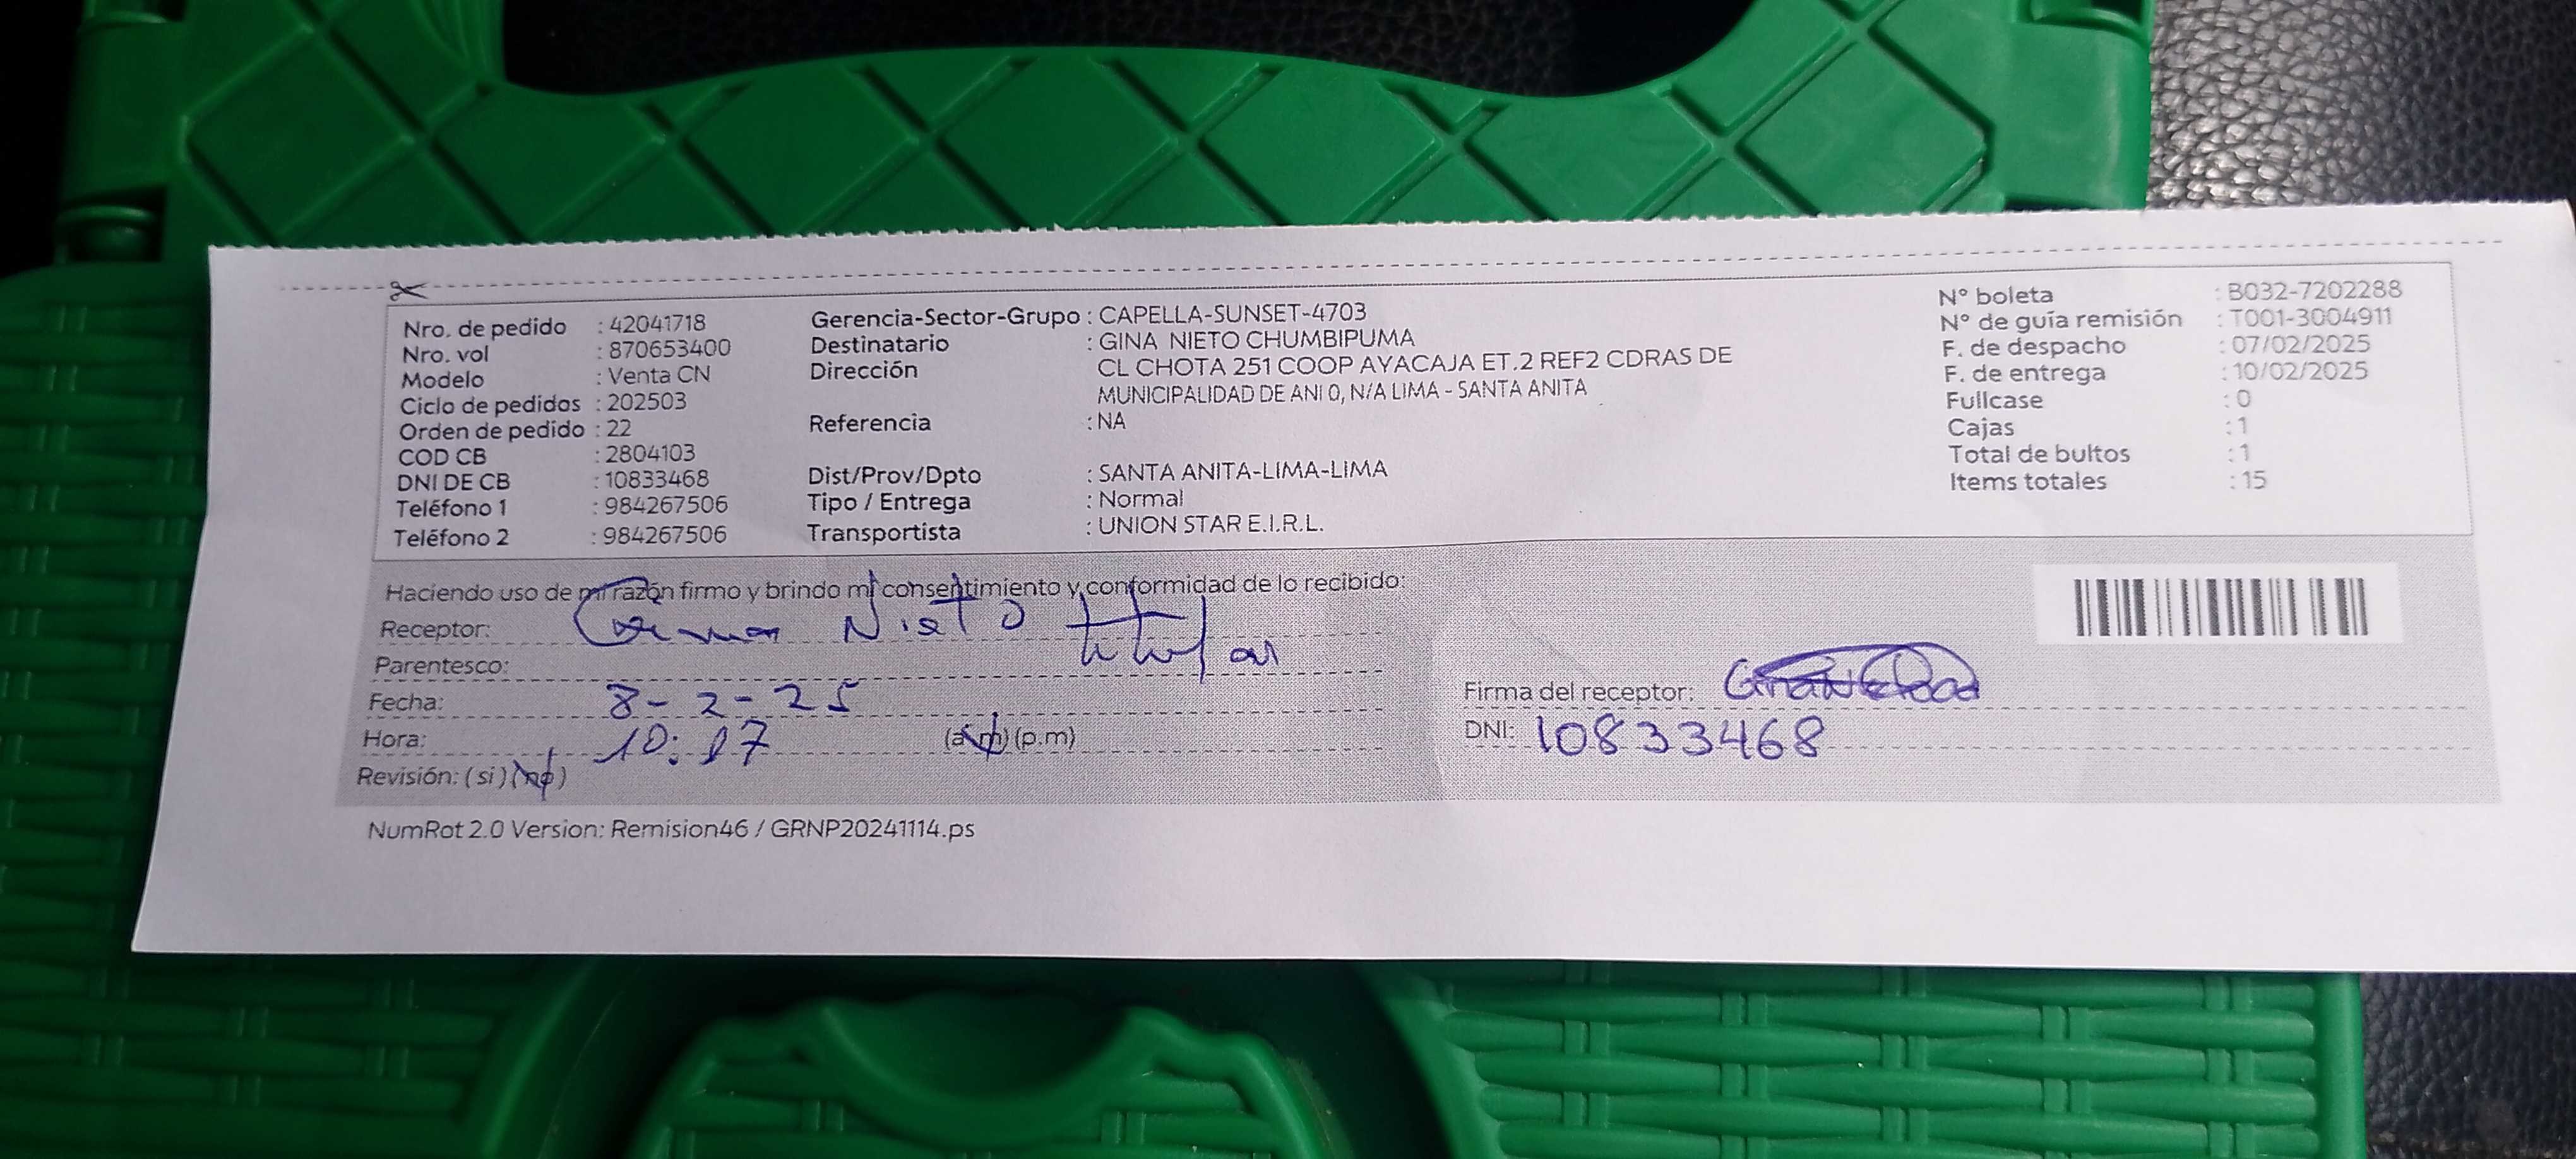 Nro. de pedido : 42041718
Nro. vol : 870653400
Modelo : Venta CN
Ciclo de pedidos : 202503
Orden de pedido : 22
COD CB : 2804103
DNI DE CB : 10833468
Teléfono 1 : 984267506
Teléfono 2 : 984267506
Gerencia-Sector-Grupo : CAPELLA-SUNSET-4703
Destinatario : GINA NIETO CHUMBIPUMA
Dirección : CL CHOTA 251 COOP AYACAJA ET.2 REF2 CDRAS DE
MUNICIPALIDAD DE ANI 0, N/A LIMA - SANTA ANITA
Referencia : NA
Dist/Prov/Dpto : SANTA ANITA-LIMA-LIMA
Tipo / Entrega : Normal
Transportista : UNION STAR E.I.R.L.
N° boleta : B032-7202288
N° de guía remisión : T001-3004911
F. de despacho : 07/02/2025
F. de entrega : 10/02/2025
Fullcase : 0
Cajas : 1
Total de bultos : 1
Items totales : 15
Haciendo uso de mi razón firmo y brindo mi consentimiento y conformidad de lo recibido:
Receptor: Nieto titular
Parentesco:
Fecha: 8-2-25
Hora: 10:17 (a.m) (p.m)
Revisión: (si) (no)
Firma del receptor:
DNI: 10833468
NumRot 2.0 Version: Remision46 / GRNP20241114.ps